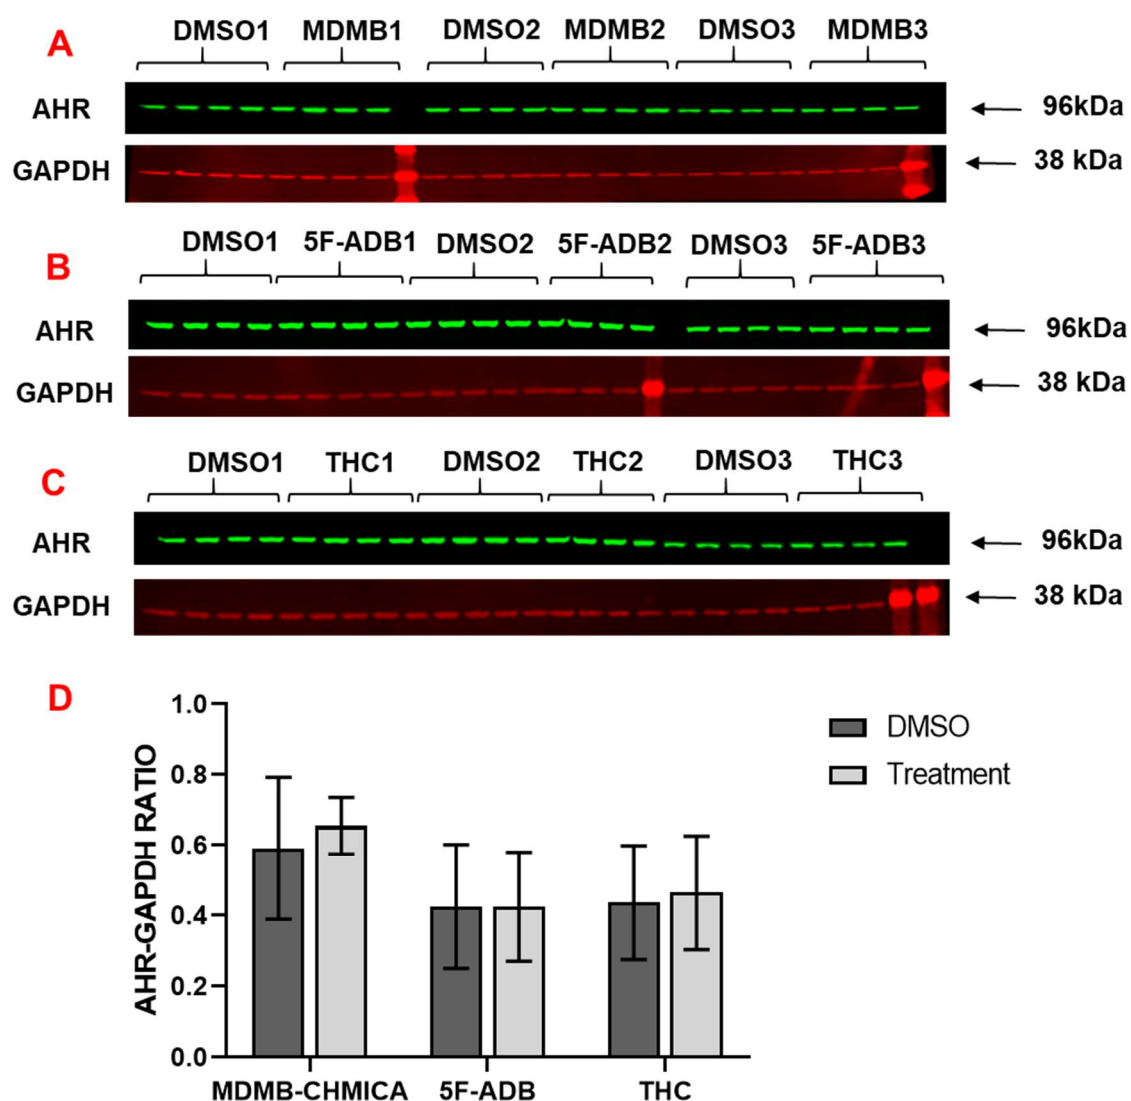 A
DMSO1 MDMB1 DMSO2 MDMB2 DMSO3 MDMB3
AHR 96kDa
GAPDH 38 kDa
B
DMSO1 5F-ADB1 DMSO2 5F-ADB2 DMSO3 5F-ADB3
AHR 96kDa
GAPDH 38 kDa
C
DMSO1 THC1 DMSO2 THC2 DMSO3 THC3
AHR 96kDa
GAPDH 38 kDa
D
AHR-GAPDH RATIO
1.0
0.8
0.6
0.4
0.2
0.0
MDMB-CHMICA 5F-ADB THC
DMSO
Treatment